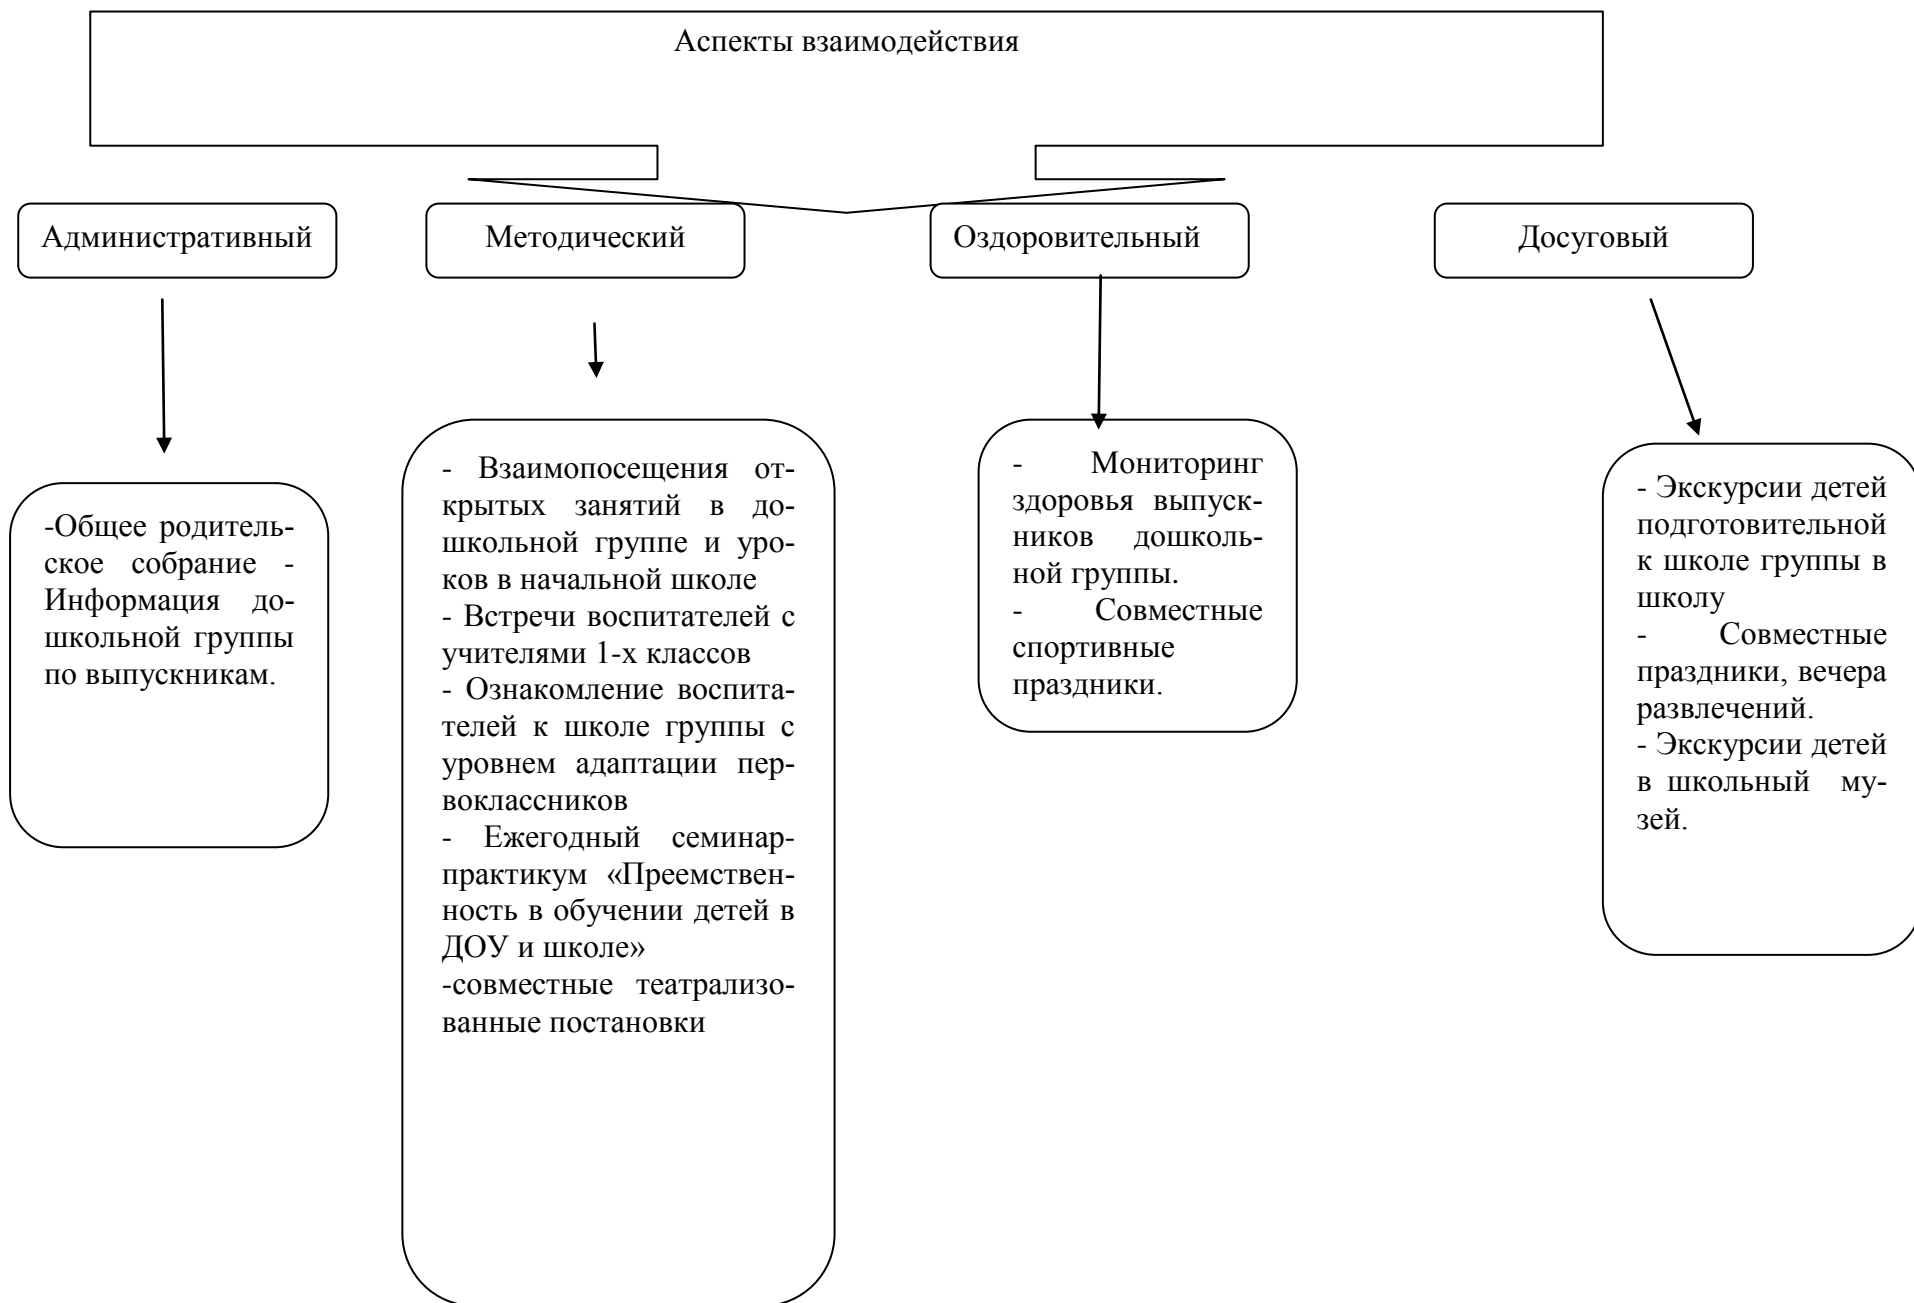 Аспекты взаимодействия
Административный
Методический
Оздоровительный
Досуговый
-Общее родитель-
ское собрание -
Информация до-
школьной группы
по выпускникам.
- Взаимопосещения от-
крытых занятий в до-
школьной группе и уро-
ков в начальной школе
- Встречи воспитателей с
учителями 1-х классов
- Ознакомление воспита-
телей к школе группы с
уровнем адаптации пер-
воклассников
- Ежегодный семинар-
практикум «Преемствен-
ность в обучении детей в
ДОУ и школе»
-совместные театрализо-
ванные постановки
- Мониторинг
здоровья выпуск-
ников дошколь-
ной группы.
- Совместные
спортивные
праздники.
- Экскурсии детей
подготовительной
к школе группы в
школу
- Совместные
праздники, вечера
развлечений.
- Экскурсии детей
в школьный му-
зей.